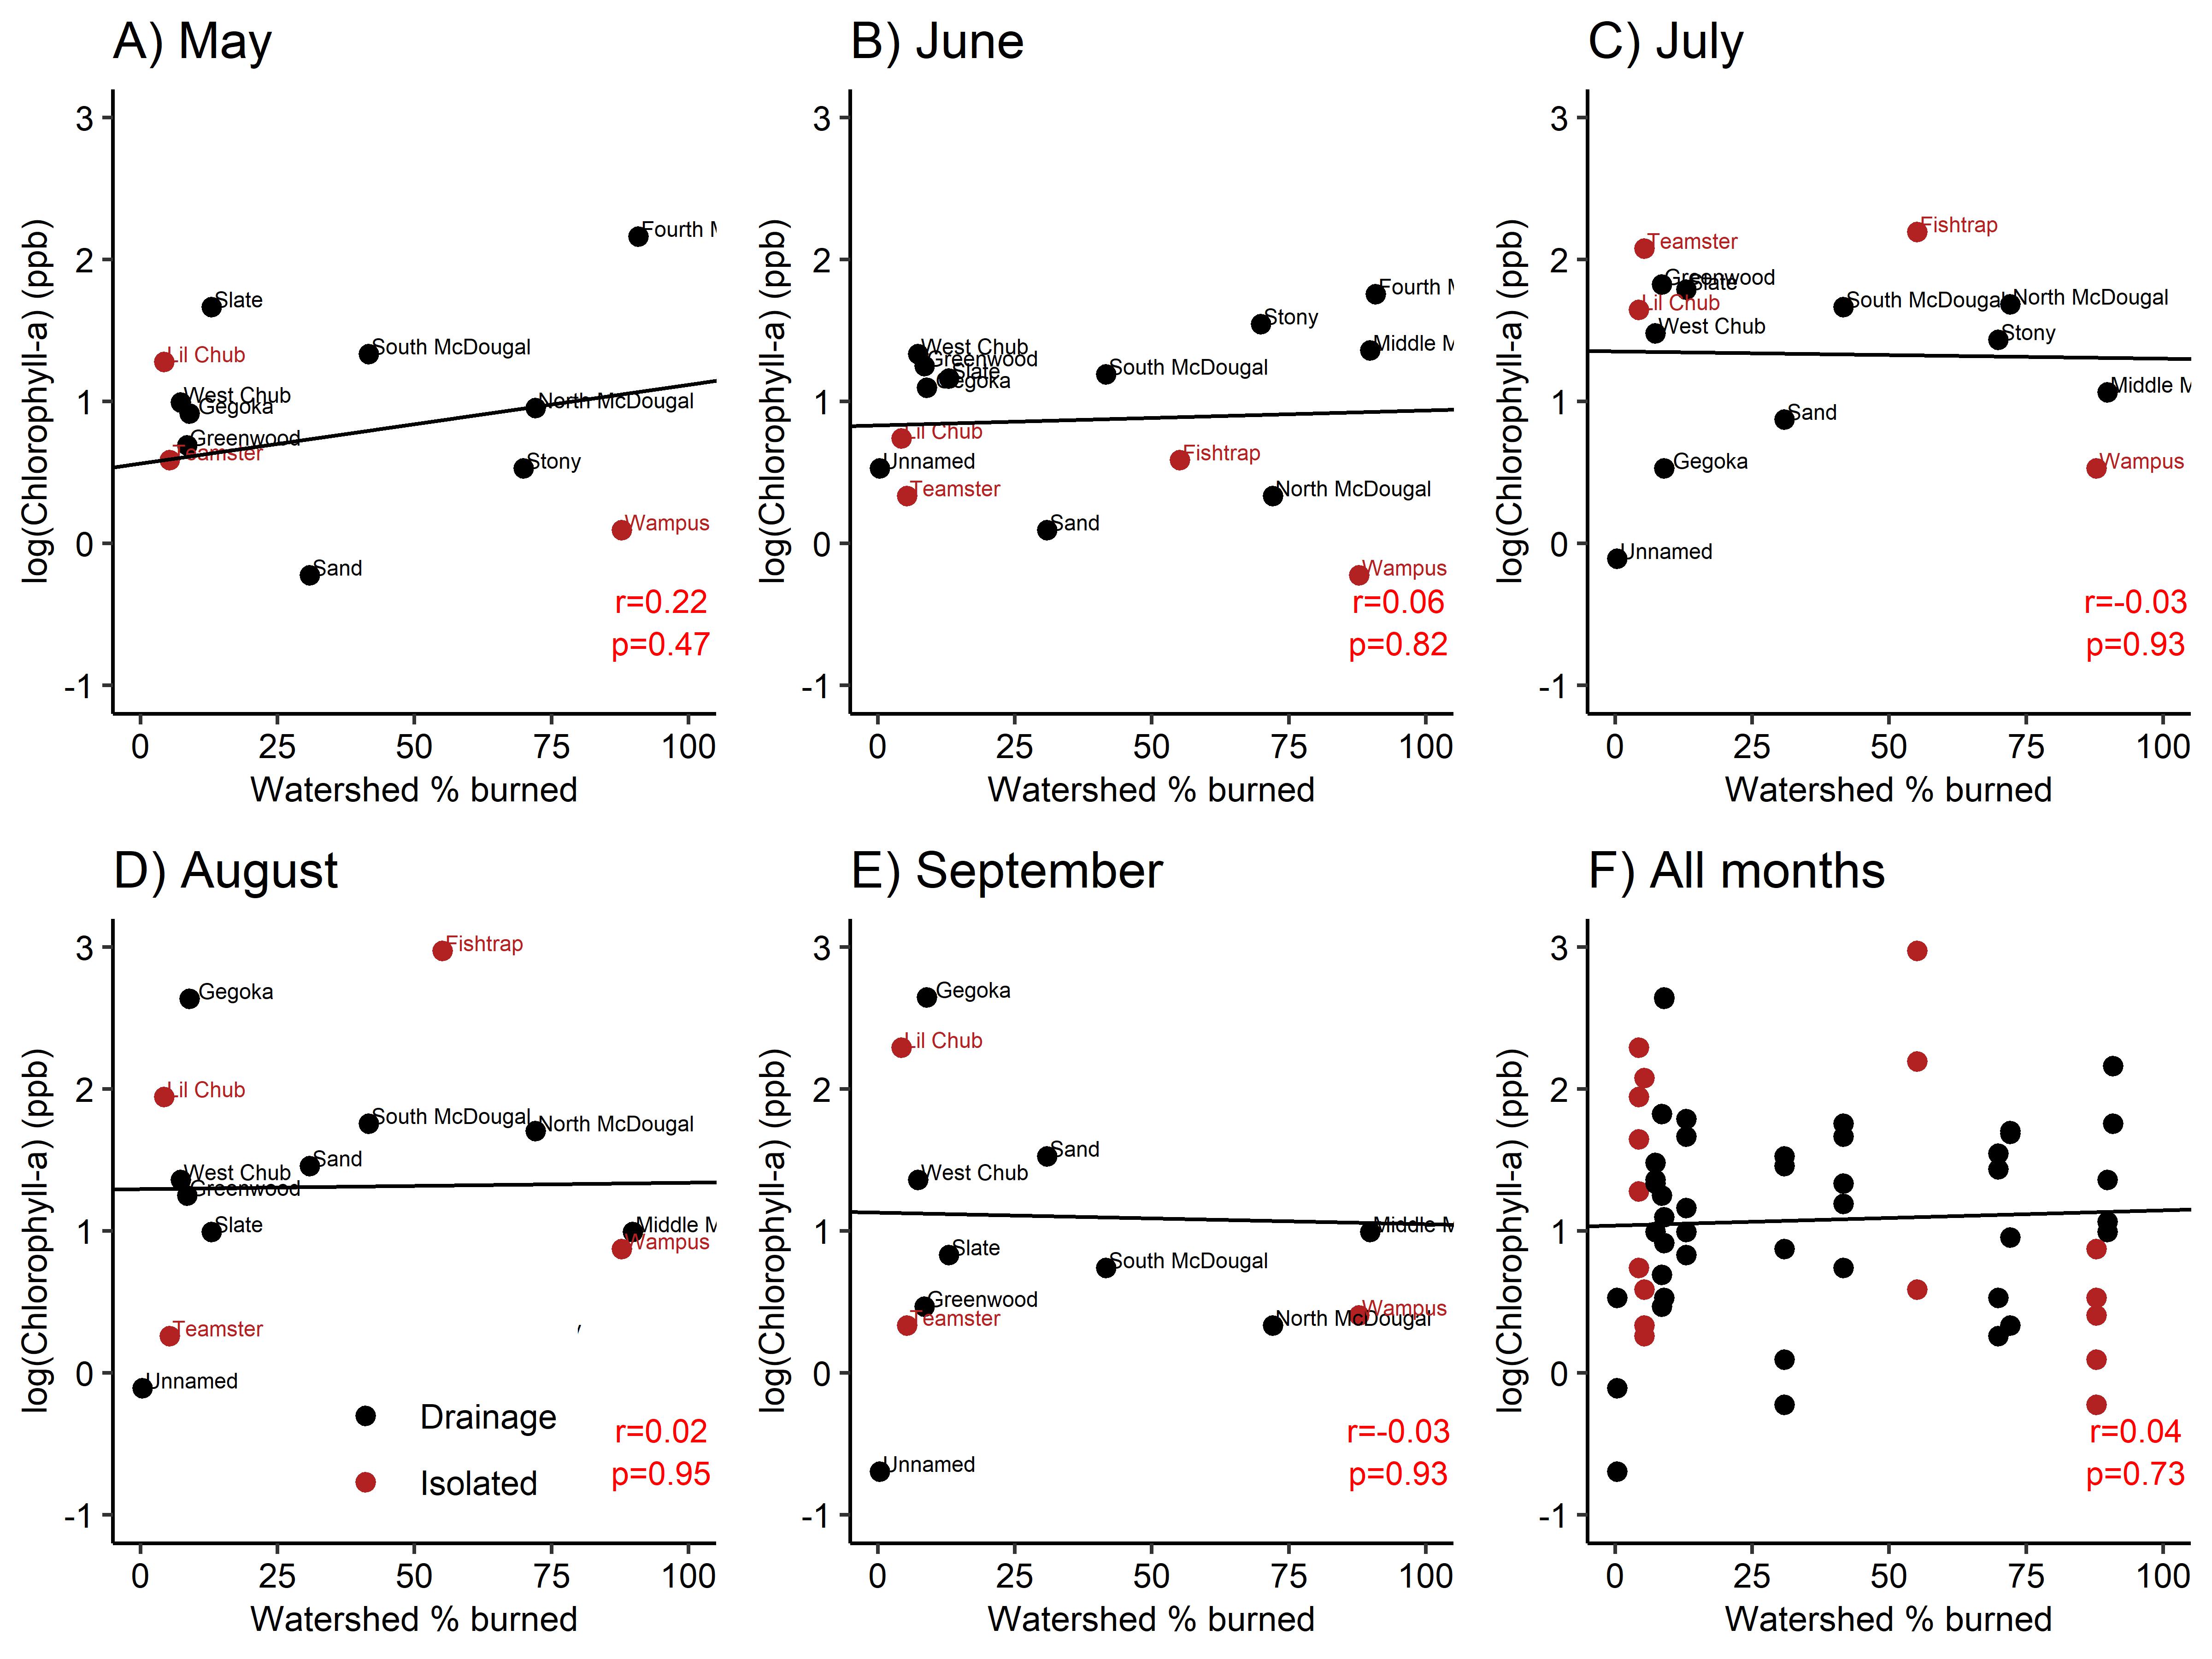 A) May
3
2
1
0
-1
log(Chlorophyll-a) (ppb)
Fourth M
Slate
Lil Chub
South McDougal
West Chub
Gegoka
North McDougal
Greenwood
Teamster
Stony
Wampus
Sand
r=0.22
p=0.47
0 25 50 75 100
Watershed % burned
B) June
3
2
1
0
-1
log(Chlorophyll-a) (ppb)
Fourth M
Stony
West Chub
Middle M
Greenwood
Slate
South McDougal
Gegoka
Lil Chub
Unnamed
Fishtrap
Teamster
North McDougal
Sand
Wampus
r=0.06
p=0.82
0 25 50 75 100
Watershed % burned
C) July
3
2
1
0
-1
log(Chlorophyll-a) (ppb)
Fishtrap
Teamster
Greenwood
Slate
Lil Chub
South McDougal
North McDougal
West Chub
Stony
Middle M
Sand
Gegoka
Wampus
Unnamed
r=-0.03
p=0.93
0 25 50 75 100
Watershed % burned
D) August
3
2
1
0
-1
log(Chlorophyll-a) (ppb)
Fishtrap
Gegoka
Lil Chub
South McDougal
North McDougal
Sand
West Chub
Greenwood
Slate
Middle M
Wampus
Teamster
Unnamed
Drainage
Isolated
r=0.02
p=0.95
0 25 50 75 100
Watershed % burned
E) September
3
2
1
0
-1
log(Chlorophyll-a) (ppb)
Gegoka
Lil Chub
Sand
West Chub
Middle M
Slate
South McDougal
Greenwood
Wampus
Teamster
North McDougal
Unnamed
r=-0.03
p=0.93
0 25 50 75 100
Watershed % burned
F) All months
3
2
1
0
-1
log(Chlorophyll-a) (ppb)
r=0.04
p=0.73
0 25 50 75 100
Watershed % burned